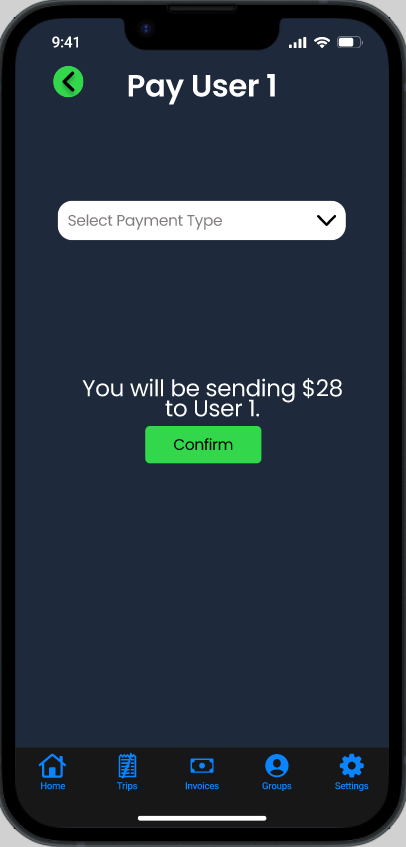 9:41
Pay User 1
Select Payment Type
You will be sending $28
to User 1.
Confirm
Home
Trips
Invoices
Groups
Settings